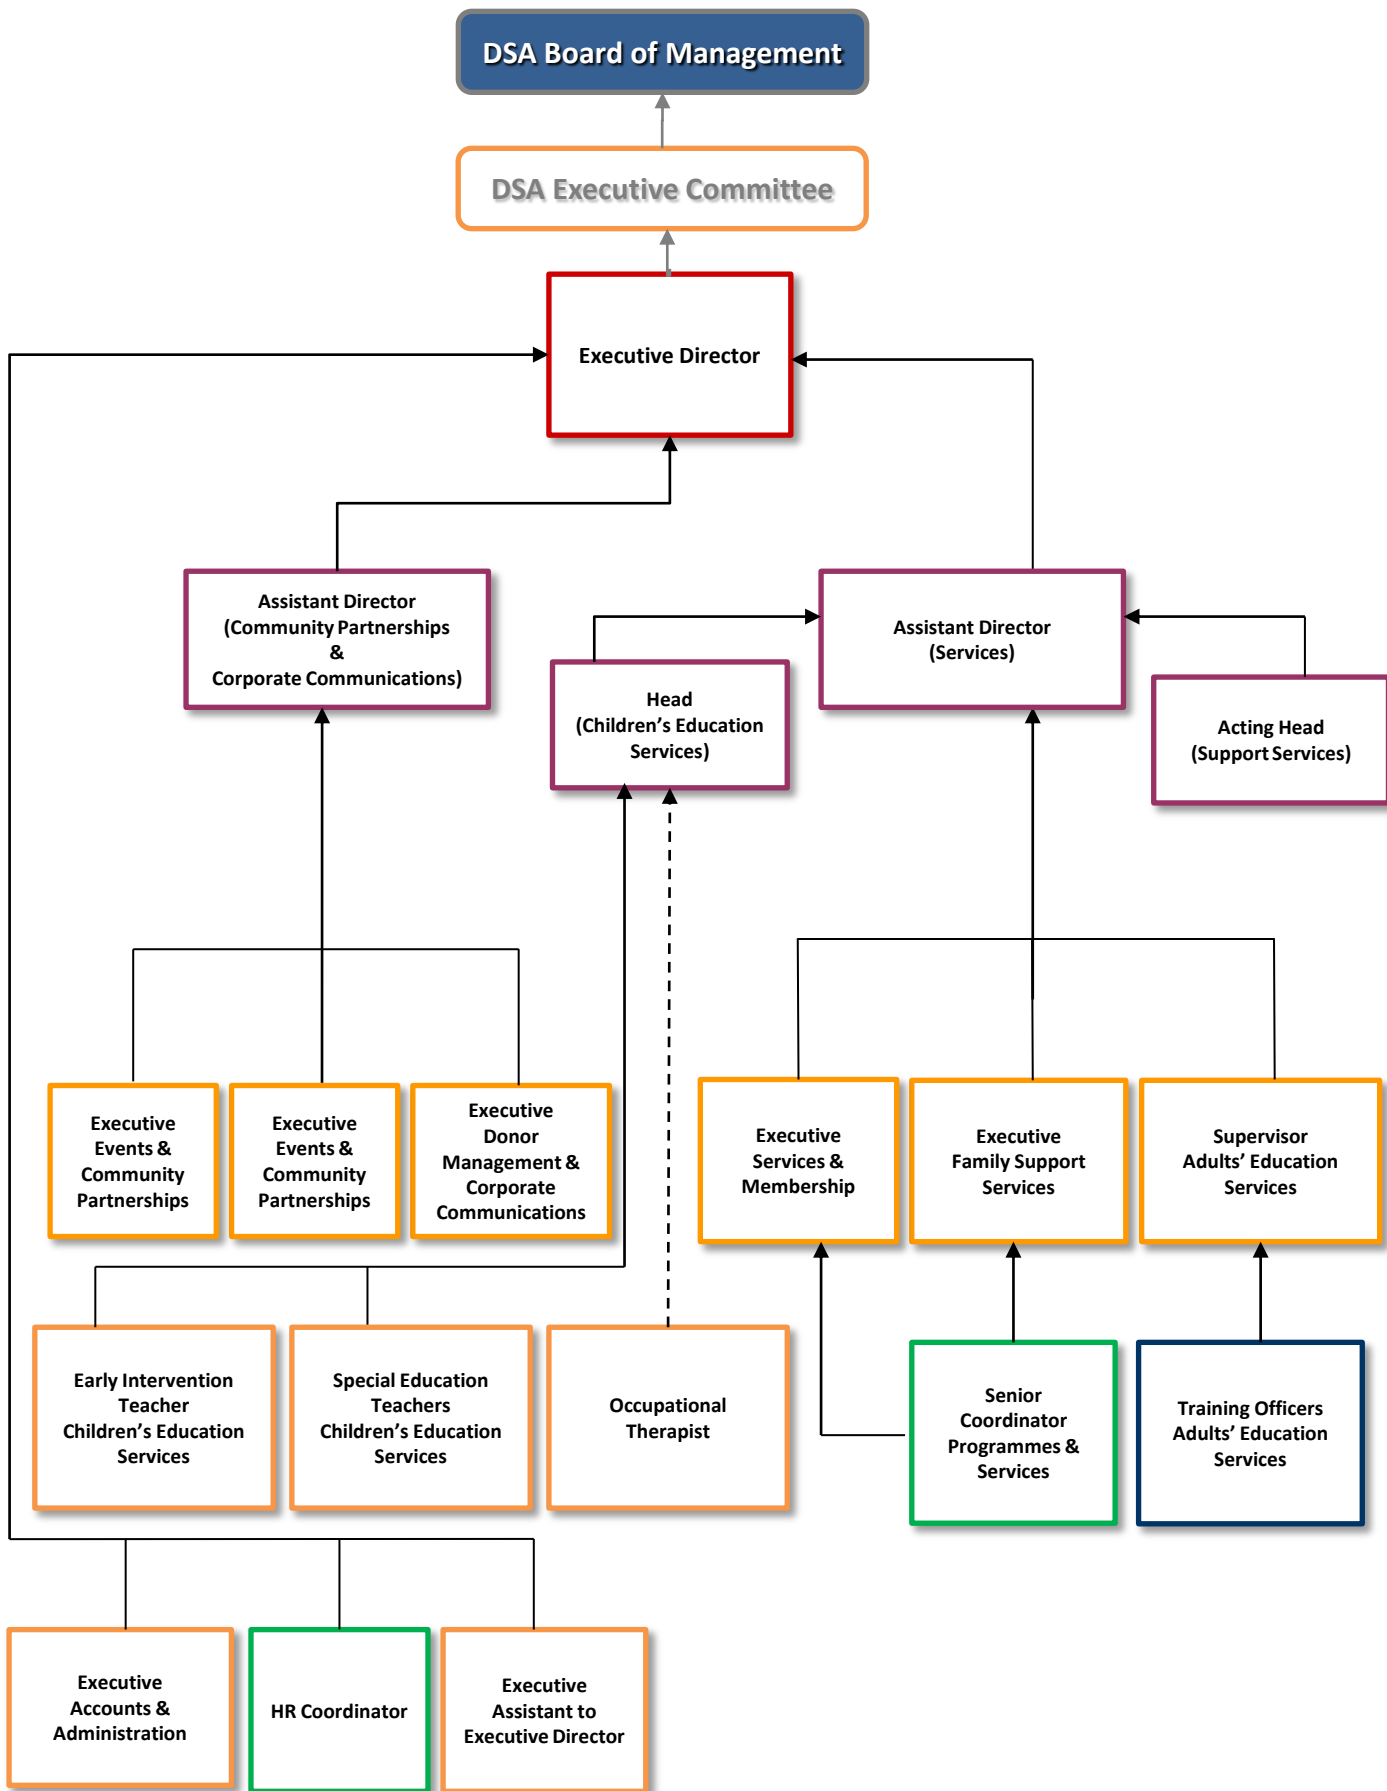 DSA Board of Management
DSA Executive Committee
Executive Director
Assistant Director
(Community Partnerships
&
Corporate Communications)
Assistant Director
(Services)
Head
(Children’s Education
Services)
Acting Head
(Support Services)
Executive
Events &
Community
Partnerships
Executive
Events &
Community
Partnerships
Executive
Donor
Management &
Corporate
Communications
Executive
Services &
Membership
Executive
Family Support
Services
Supervisor
Adults’ Education
Services
Early Intervention
Teacher
Children’s Education
Services
Special Education
Teachers
Children’s Education
Services
Occupational
Therapist
Senior
Coordinator
Programmes &
Services
Training Officers
Adults’ Education
Services
Executive
Accounts &
Administration
HR Coordinator
Executive
Assistant to
Executive Director